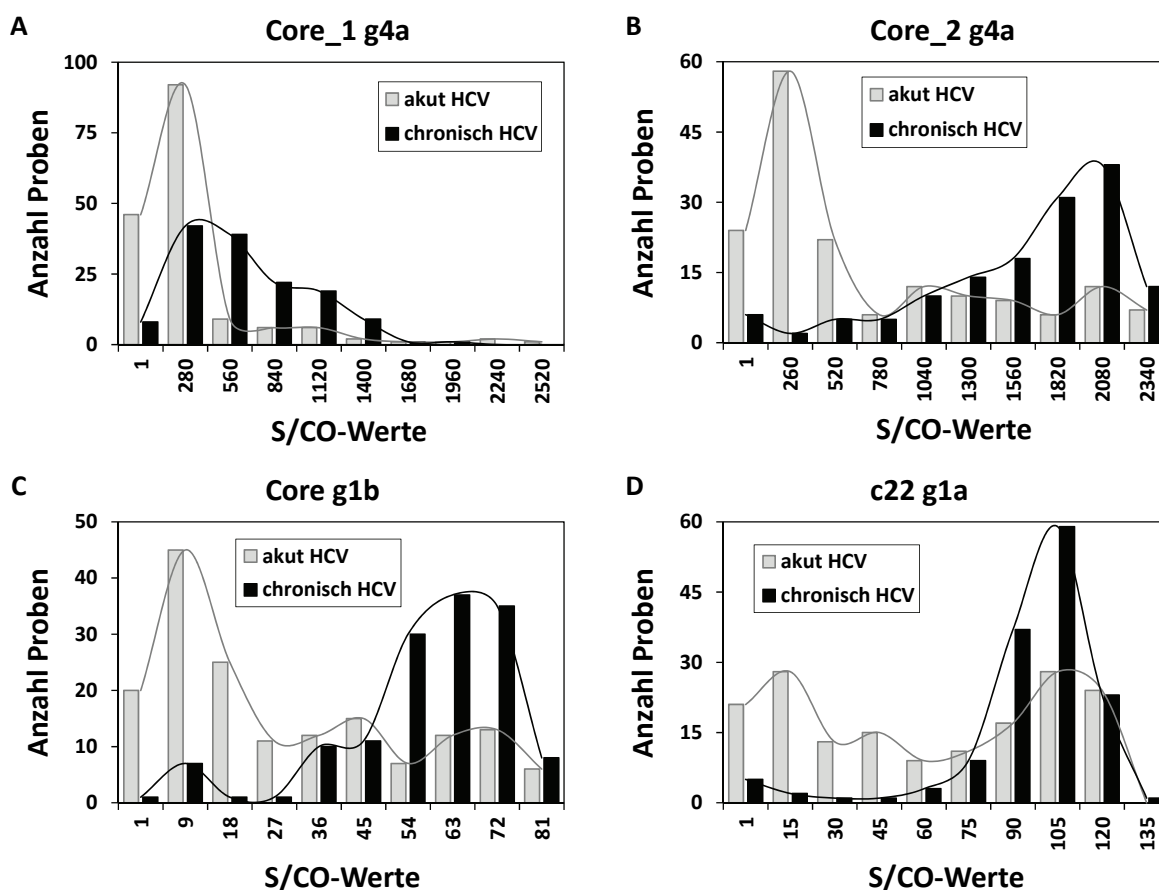 A
Core_1 g4a
100
75
50
25
0
Anzahl Proben
akut HCV
chronisch HCV
1 280 560 840 1120 1400 1680 1960 2240 2520
S/CO-Werte
B
Core_2 g4a
60
45
30
15
0
Anzahl Proben
akut HCV
chronisch HCV
1 260 520 780 1040 1300 1560 1820 2080 2340
S/CO-Werte
C
Core g1b
50
40
30
20
10
0
Anzahl Proben
akut HCV
chronisch HCV
1 9 18 27 36 45 54 63 72 81
S/CO-Werte
D
c22 g1a
60
45
30
15
0
Anzahl Proben
akut HCV
chronisch HCV
1 15 30 45 60 75 90 105 120 135
S/CO-Werte